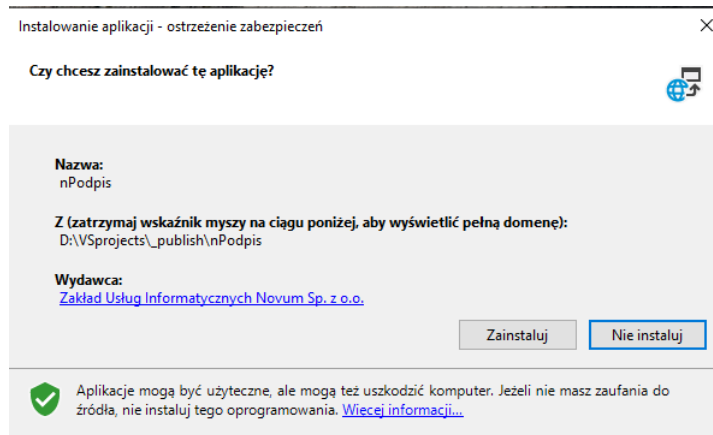 Instalowanie aplikacji - ostrzeżenie zabezpieczeń
Czy chcesz zainstalować tę aplikację?
Nazwa:
nPodpis
Z (zatrzymaj wskaźnik myszy na ciągu poniżej, aby wyświetlić pełną domenę):
D:\VSprojects\_publish\nPodpis
Wydawca:
Zakład Usług Informatycznych Novum Sp. z o.o.
Zainstaluj
Nie instaluj
Aplikacje mogą być użyteczne, ale mogą też uszkodzić komputer. Jeżeli nie masz zaufania do
źródła, nie instaluj tego oprogramowania. Więcej informacji...